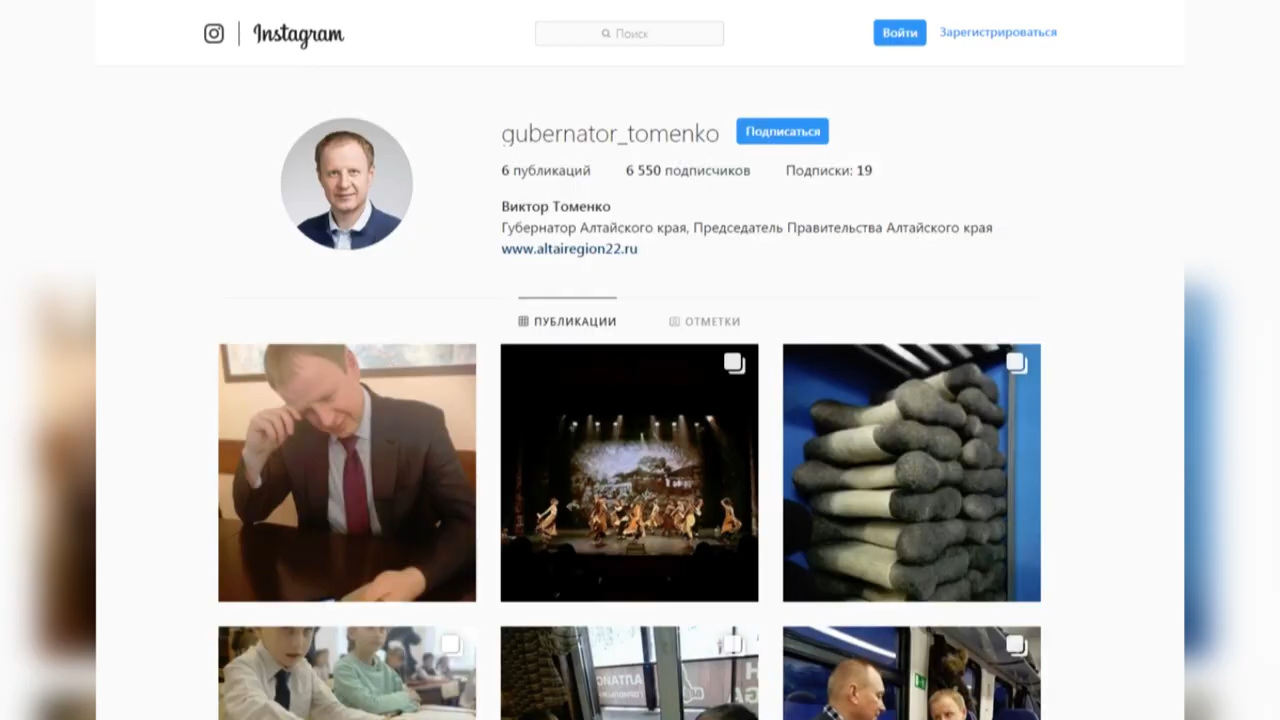 Instagram
Поиск
Войти
Зарегистрироваться
gubernator_tomenko
Подписаться
6 публикаций
6 550 подписчиков
Подписки: 19
Виктор Томенко
Губернатор Алтайского края, Председатель Правительства Алтайского края
www.altairegion22.ru
ПУБЛИКАЦИИ
ОТМЕТКИ